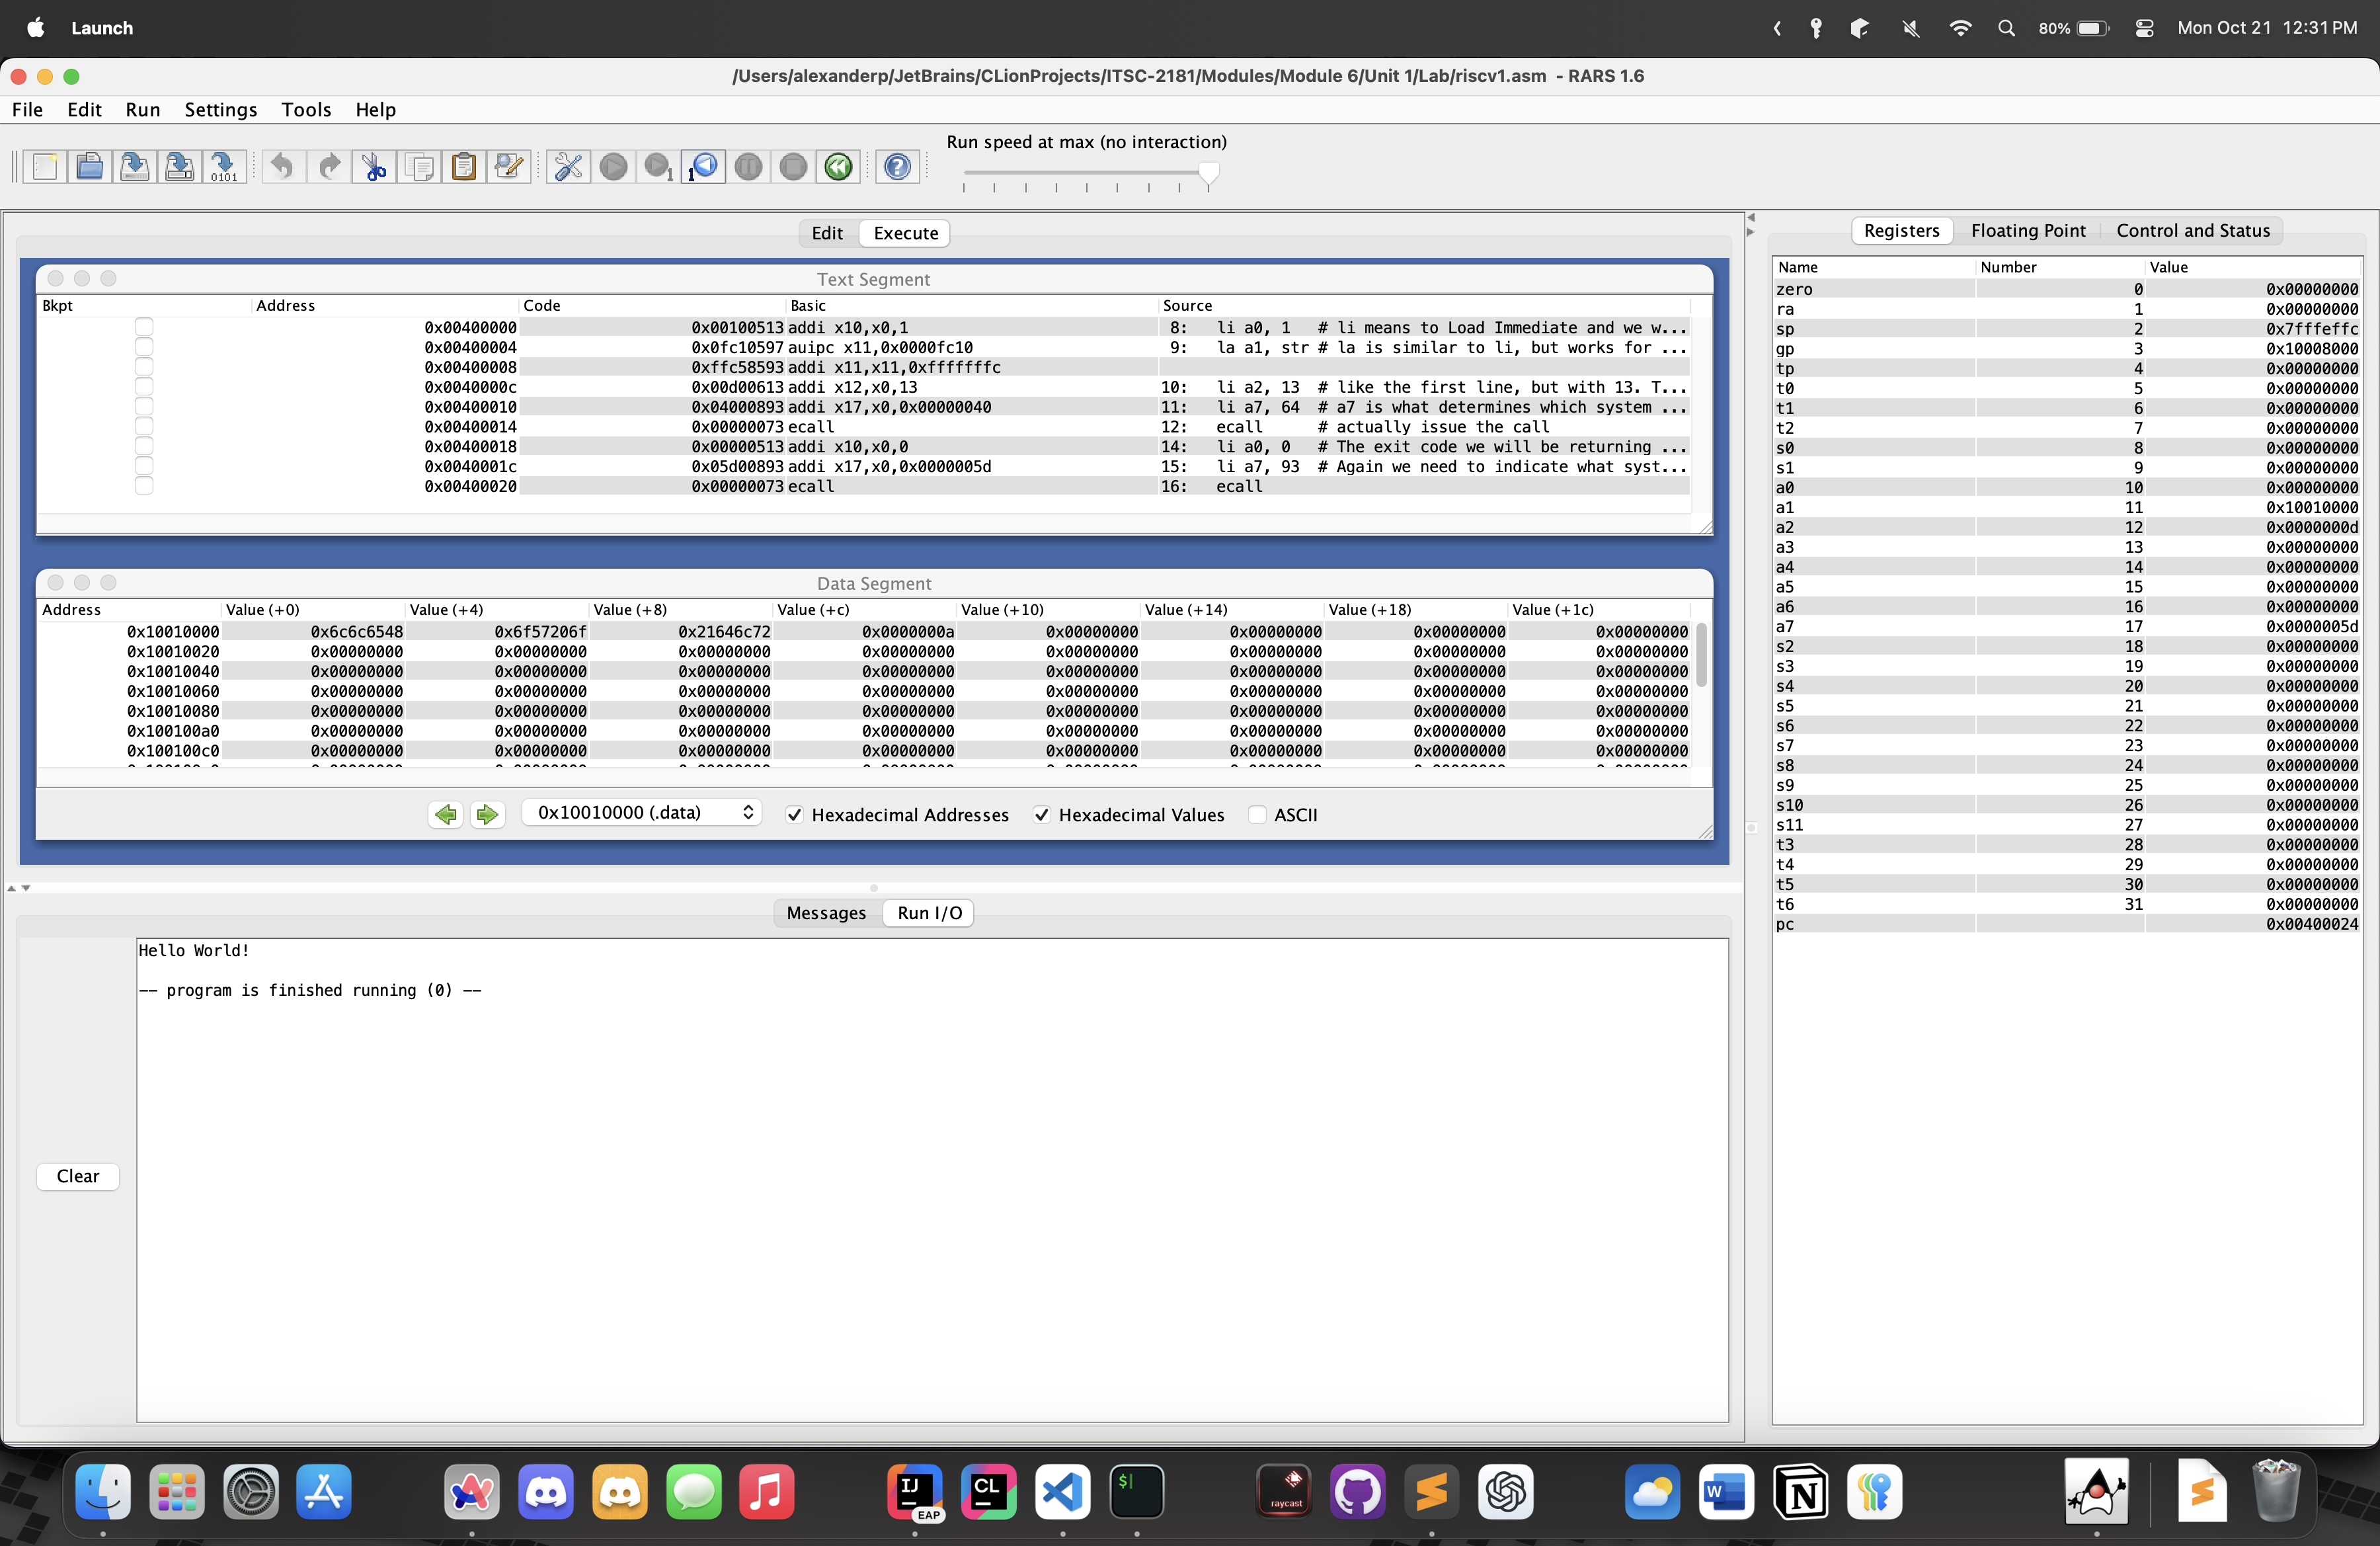 Launch
80%
Mon Oct 21 12:31 PM
/Users/alexanderp/JetBrains/CLionProjects/ITSC-2181/Modules/Module 6/Unit 1/Lab/riscv1.asm - RARS 1.6
File Edit Run Settings Tools Help
Run speed at max (no interaction)
0101
1
1
Edit Execute
Text Segment
Bkpt Address Code Basic Source
0x00400000 0x00100513 addi x10,x0,1 8: li a0, 1 # li means to Load Immediate and we w...
0x00400004 0x0fc10597 auipc x11,0x0000fc10 9: la a1, str # la is similar to li, but works for ...
0x00400008 0xffc58593 addi x11,x11,0xfffffffc
0x0040000c 0x00d00613 addi x12,x0,13 10: li a2, 13 # like the first line, but with 13. T...
0x00400010 0x04000893 addi x17,x0,0x00000040 11: li a7, 64 # a7 is what determines which system ...
0x00400014 0x00000073 ecall 12: ecall # actually issue the call
0x00400018 0x00000513 addi x10,x0,0 14: li a0, 0 # The exit code we will be returning ...
0x0040001c 0x05d00893 addi x17,x0,0x0000005d 15: li a7, 93 # Again we need to indicate what syst...
0x00400020 0x00000073 ecall 16: ecall
Data Segment
Address Value (+0) Value (+4) Value (+8) Value (+c) Value (+10) Value (+14) Value (+18) Value (+1c)
0x10010000 0x6c6c6548 0x6f57206f 0x21646c72 0x0000000a 0x00000000 0x00000000 0x00000000 0x00000000
0x10010020 0x00000000 0x00000000 0x00000000 0x00000000 0x00000000 0x00000000 0x00000000 0x00000000
0x10010040 0x00000000 0x00000000 0x00000000 0x00000000 0x00000000 0x00000000 0x00000000 0x00000000
0x10010060 0x00000000 0x00000000 0x00000000 0x00000000 0x00000000 0x00000000 0x00000000 0x00000000
0x10010080 0x00000000 0x00000000 0x00000000 0x00000000 0x00000000 0x00000000 0x00000000 0x00000000
0x100100a0 0x00000000 0x00000000 0x00000000 0x00000000 0x00000000 0x00000000 0x00000000 0x00000000
0x100100c0 0x00000000 0x00000000 0x00000000 0x00000000 0x00000000 0x00000000 0x00000000 0x00000000
0x10010000 (.data) Hexadecimal Addresses Hexadecimal Values ASCII
Messages Run I/O
Hello World!
-- program is finished running (0) --
Clear
Registers Floating Point Control and Status
Name Number Value
zero 0 0x00000000
ra 1 0x00000000
sp 2 0x7fffeffc
gp 3 0x10008000
tp 4 0x00000000
t0 5 0x00000000
t1 6 0x00000000
t2 7 0x00000000
s0 8 0x00000000
s1 9 0x00000000
a0 10 0x00000000
a1 11 0x10010000
a2 12 0x0000000d
a3 13 0x00000000
a4 14 0x00000000
a5 15 0x00000000
a6 16 0x00000000
a7 17 0x0000005d
s2 18 0x00000000
s3 19 0x00000000
s4 20 0x00000000
s5 21 0x00000000
s6 22 0x00000000
s7 23 0x00000000
s8 24 0x00000000
s9 25 0x00000000
s10 26 0x00000000
s11 27 0x00000000
t3 28 0x00000000
t4 29 0x00000000
t5 30 0x00000000
t6 31 0x00000000
pc 0x00400024
IJ
EAP
CL
$
raycast
W
N